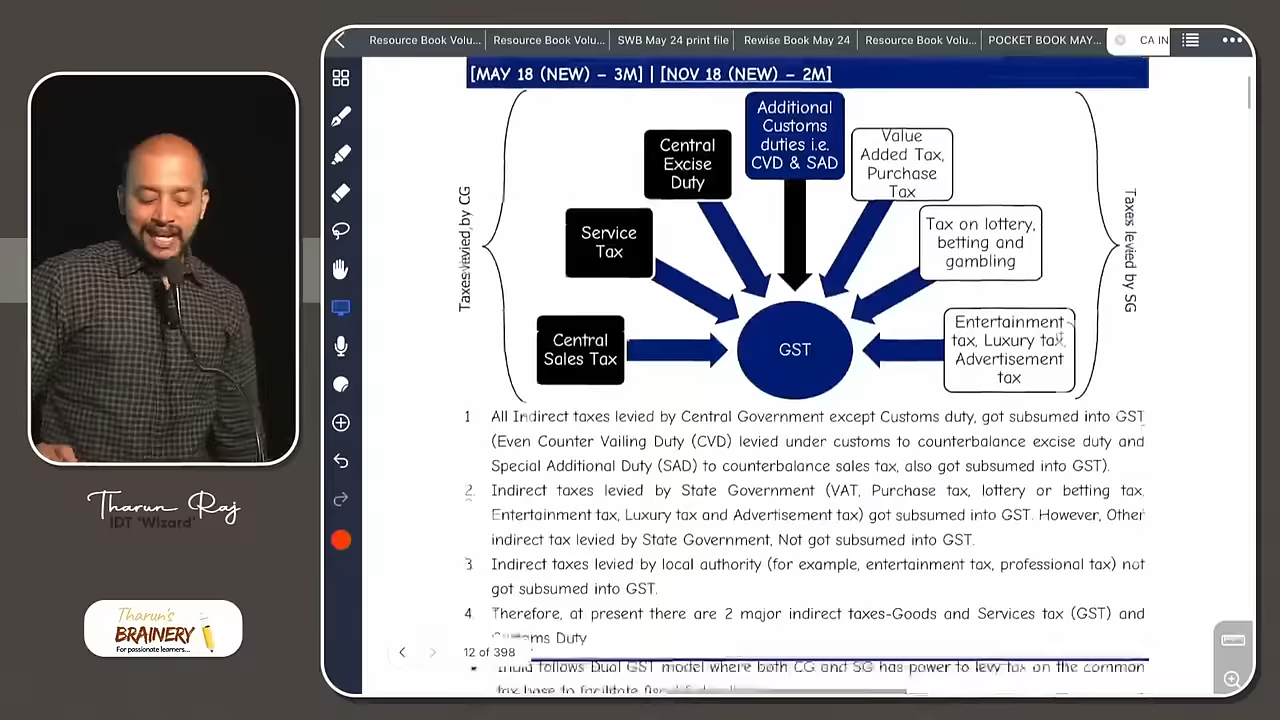 Resource Book Volu... Resource Book Volu... SWB May 24 print file Rewise Book May 24 Resource Book Volu... POCKET BOOK MAY... CA IN
[MAY 18 (NEW) – 3M] | [NOV 18 (NEW) – 2M]
Taxes levied by CG
Central
Sales Tax
Service
Tax
Central
Excise
Duty
Additional
Customs
duties i.e.
CVD & SAD
Value
Added Tax,
Purchase
Tax
Tax on lottery,
betting and
gambling
Entertainment
tax, Luxury tax,
Advertisement
tax
Taxes levied by SG
GST
1 All Indirect taxes levied by Central Government except Customs duty, got subsumed into GST
(Even Counter Vailing Duty (CVD) levied under customs to counterbalance excise duty and
Special Additional Duty (SAD) to counterbalance sales tax, also got subsumed into GST).
2. Indirect taxes levied by State Government (VAT, Purchase tax, lottery or betting tax,
Entertainment tax, Luxury tax and Advertisement tax) got subsumed into GST. However, Other
indirect tax levied by State Government, Not got subsumed into GST.
3. Indirect taxes levied by local authority (for example, entertainment tax, professional tax) not
got subsumed into GST.
4. Therefore, at present there are 2 major indirect taxes-Goods and Services tax (GST) and
Customs Duty
12 of 398
India follows Dual GST model where both CG and SG has power to levy tax on the common
tax base to facilitate
Tharun Raj
IDT 'Wizard'
Tharun's
BRAINERY
For passionate learners...